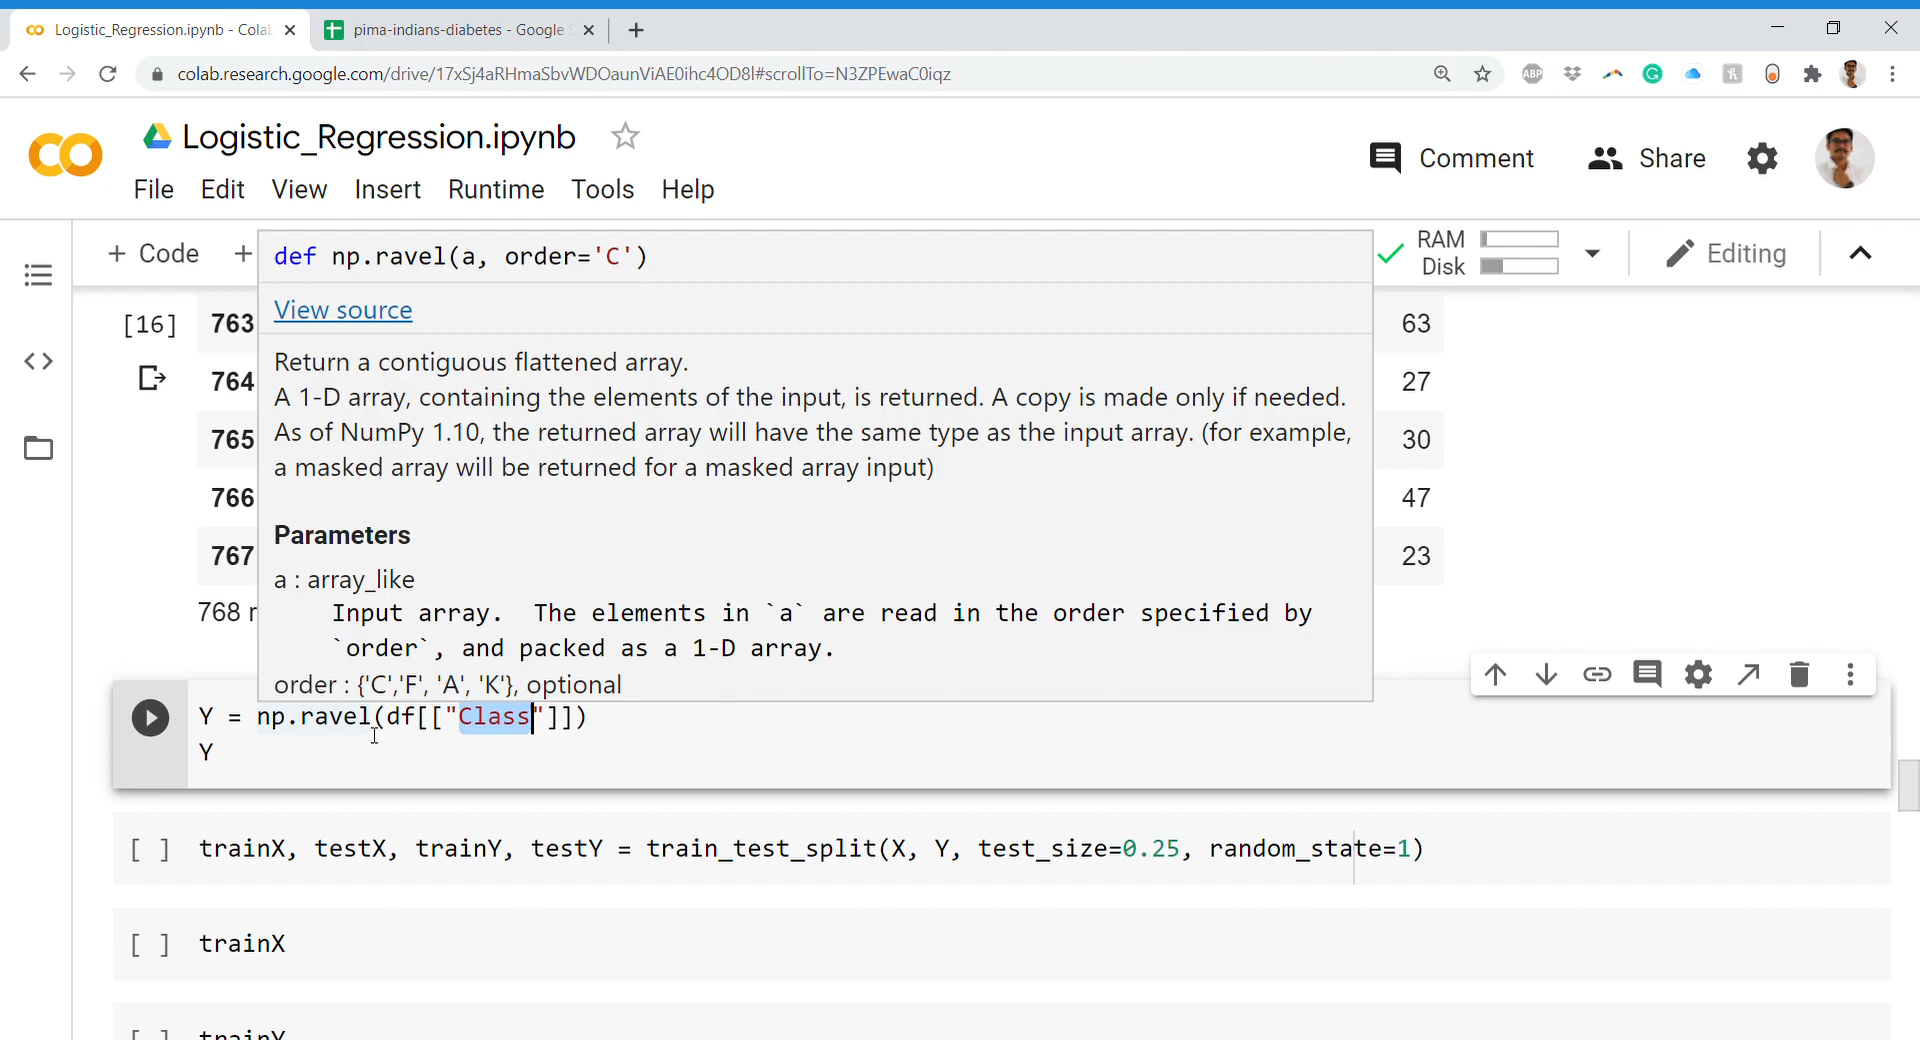 Logistic_Regression.ipynb - Cola
pima-indians-diabetes - Google
colab.research.google.com/drive/17xSj4aRHmaSbvWDOaunViAE0ihc4OD8l#scrollTo=N3ZPEwaC0iqz
ABP
Logistic_Regression.ipynb
Comment
Share
File Edit View Insert Runtime Tools Help
+ Code +
RAM
Disk
Editing
def np.ravel(a, order='C')
View source
Return a contiguous flattened array.
A 1-D array, containing the elements of the input, is returned. A copy is made only if needed.
As of NumPy 1.10, the returned array will have the same type as the input array. (for example,
a masked array will be returned for a masked array input)
Parameters
a : array_like
Input array.  The elements in `a` are read in the order specified by
`order`, and packed as a 1-D array.
order : {'C','F', 'A', 'K'}, optional
[16] 763 63
764 27
765 30
766 47
767 23
768 r
Y = np.ravel(df[["Class"]])
Y
[ ] trainX, testX, trainY, testY = train_test_split(X, Y, test_size=0.25, random_state=1)
[ ] trainX
[ ] trainY